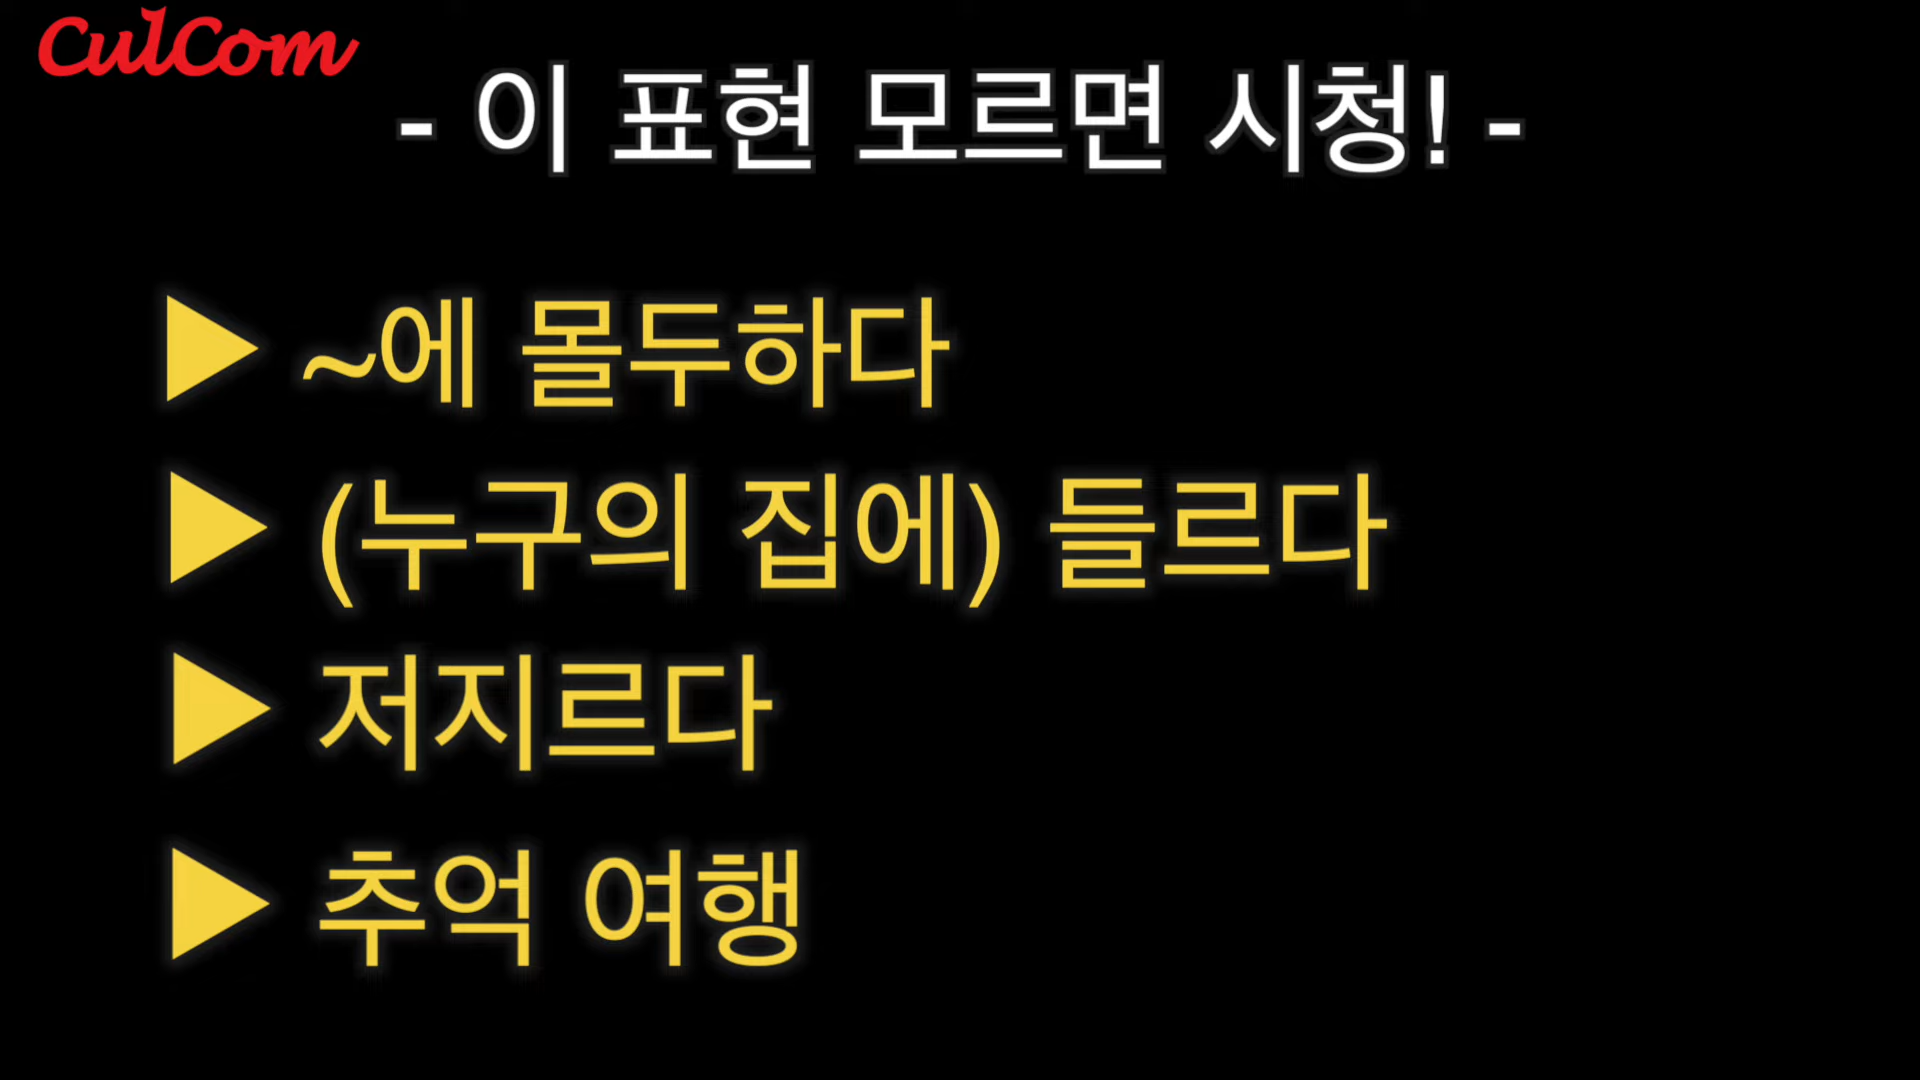 CulCom
- 이 표현 모르면 시청! -
▶ ~에 몰두하다
▶ (누구의 집에) 들르다
▶ 저지르다
▶ 추억 여행